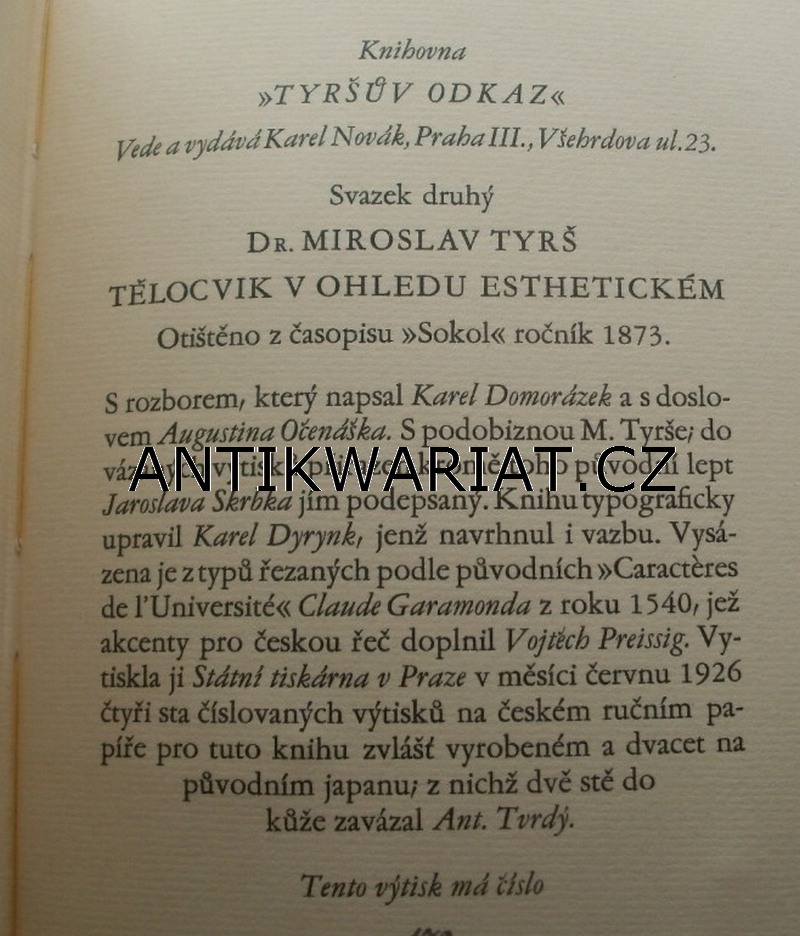 Knihovna
»TYRŠŮV ODKAZ«
Vede a vydává Karel Novák, Praha III., Všehrdova ul. 23.
Svazek druhý
DR. MIROSLAV TYRŠ
TĚLOCVIK V OHLEDU ESTHETICKÉM
Otištěno z časopisu »Sokol« ročník 1873.
S rozborem, který napsal Karel Domorázek a s doslo-
vem Augustina Očenáška. S podobiznou M. Tyrše; do
vázaných výtisků přiřazen kromě toho původní lept
ANTIKWARIAT.CZ
Jaroslava Skrbka jím podepsaný. Knihu typograficky
upravil Karel Dyrynk, jenž navrhnul i vazbu. Vysá-
zena je z typů řezaných podle původních »Caractères
de l'Université« Claude Garamonda z roku 1540, jež
akcenty pro českou řeč doplnil Vojtěch Preissig. Vy-
tiskla ji Státní tiskárna v Praze v měsíci červnu 1926
čtyři sta číslovaných výtisků na českém ručním pa-
píře pro tuto knihu zvlášť vyrobeném a dvacet na
původním japanu; z nichž dvě stě do
kůže zavázal Ant. Tvrdý.
Tento výtisk má číslo